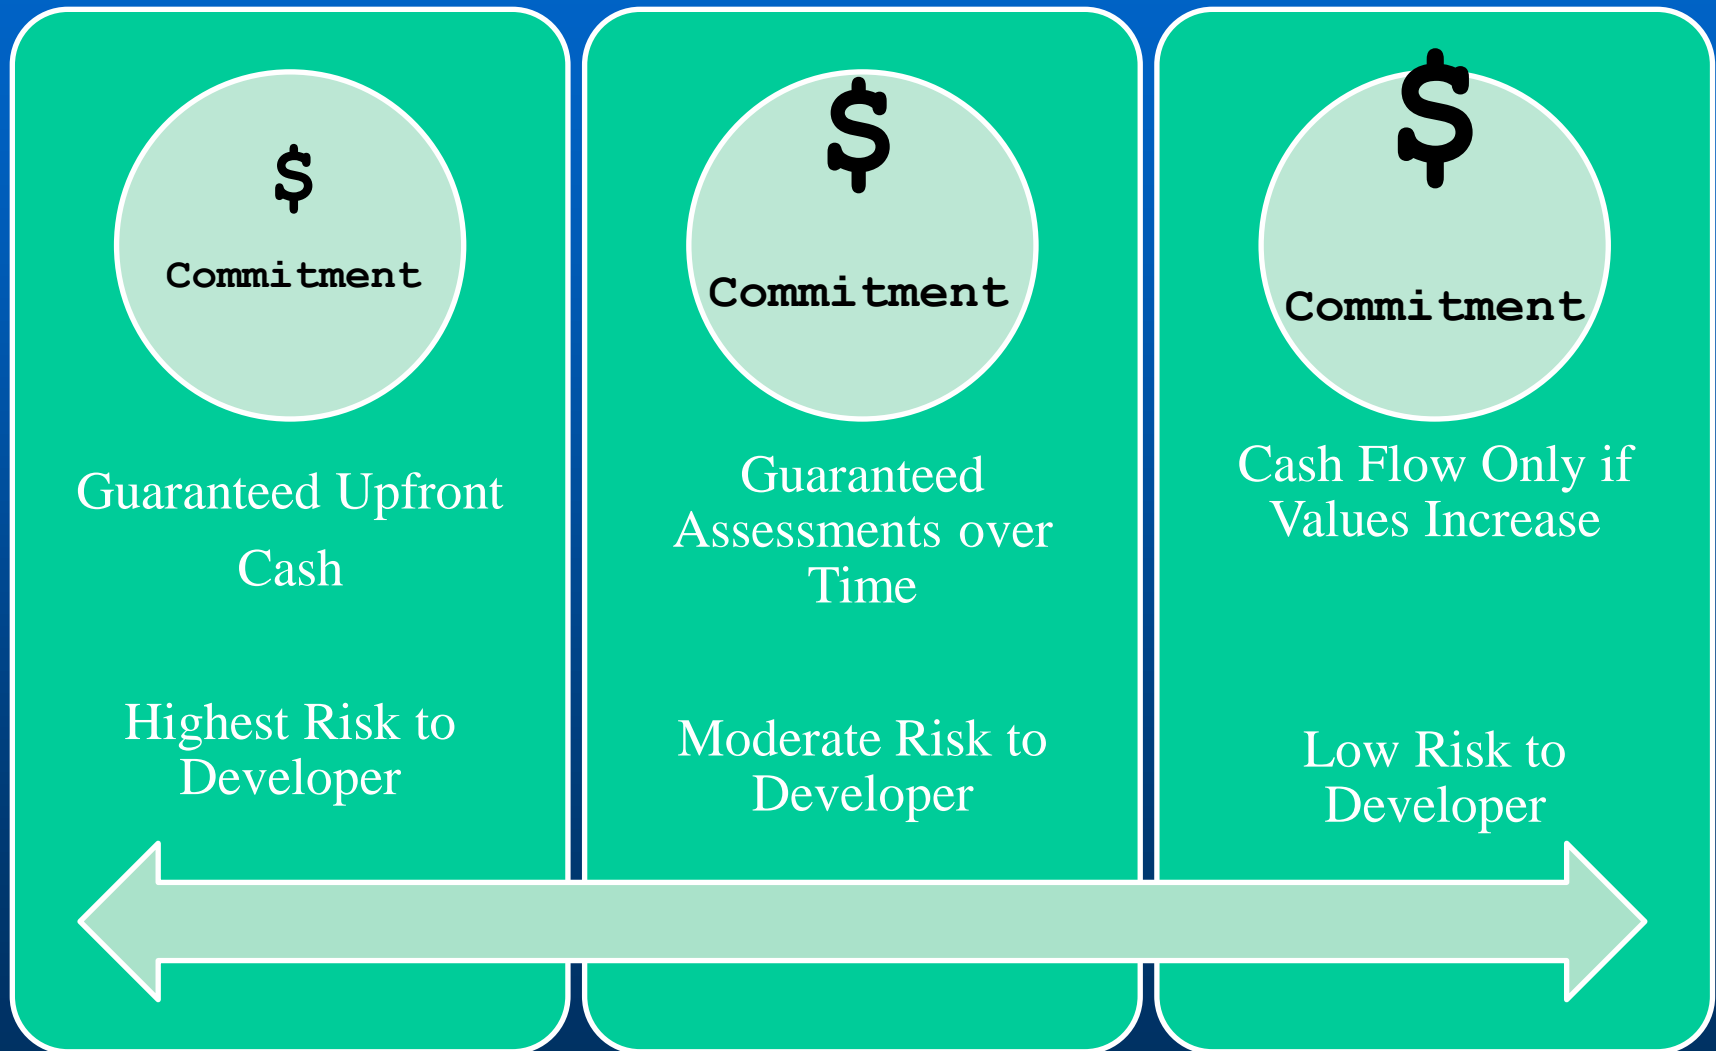 $
Commitment
Guaranteed Upfront
Cash
Highest Risk to
Developer
$
Commitment
Guaranteed
Assessments over
Time
Moderate Risk to
Developer
$
Commitment
Cash Flow Only if
Values Increase
Low Risk to
Developer